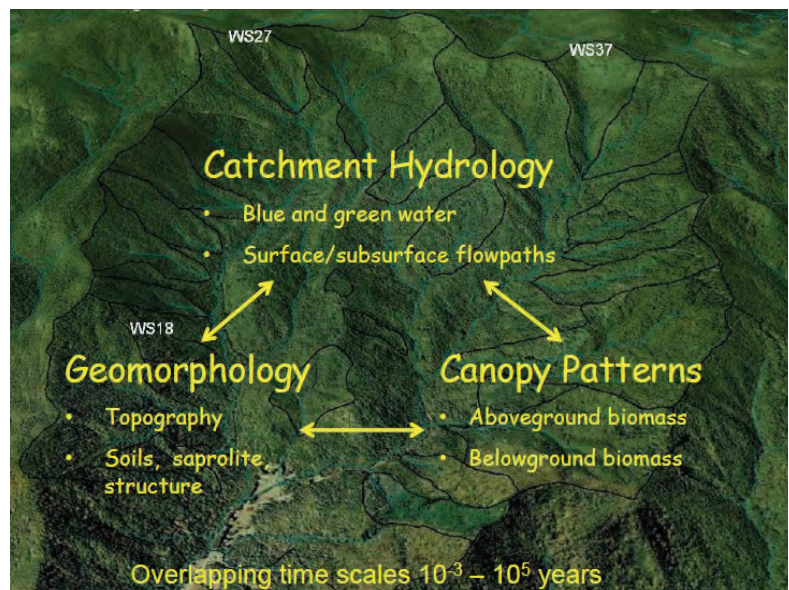 WS27
WS37
Catchment Hydrology
• Blue and green water
• Surface/subsurface flowpaths
WS18
Geomorphology
• Topography
• Soils, saprolite,
structure
Canopy Patterns
• Aboveground biomass
• Belowground biomass
Overlapping time scales 10⁻³ – 10⁵ years